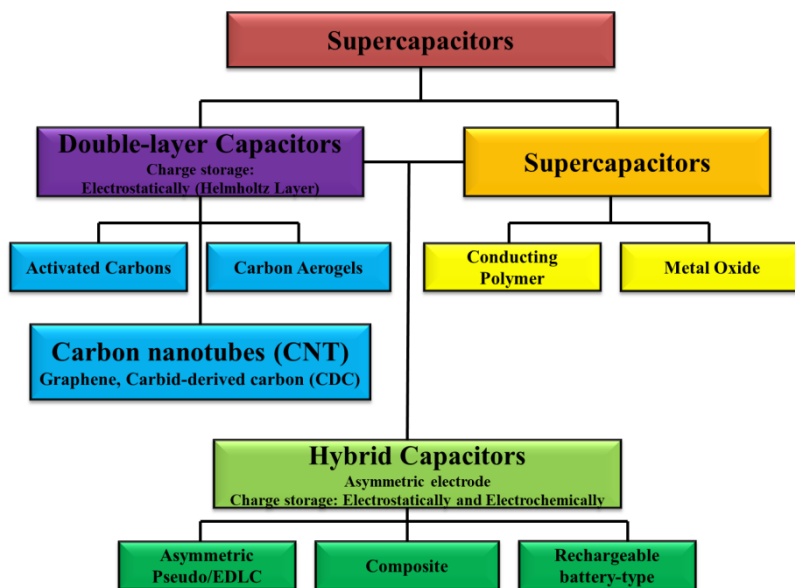 Supercapacitors
Double-layer Capacitors
Charge storage:
Electrostatically (Helmholtz Layer)
Supercapacitors
Activated Carbons
Carbon Aerogels
Conducting
Polymer
Metal Oxide
Carbon nanotubes (CNT)
Graphene, Carbid-derived carbon (CDC)
Hybrid Capacitors
Asymmetric electrode
Charge storage: Electrostatically and Electrochemically
Asymmetric
Pseudo/EDLC
Composite
Rechargeable
battery-type